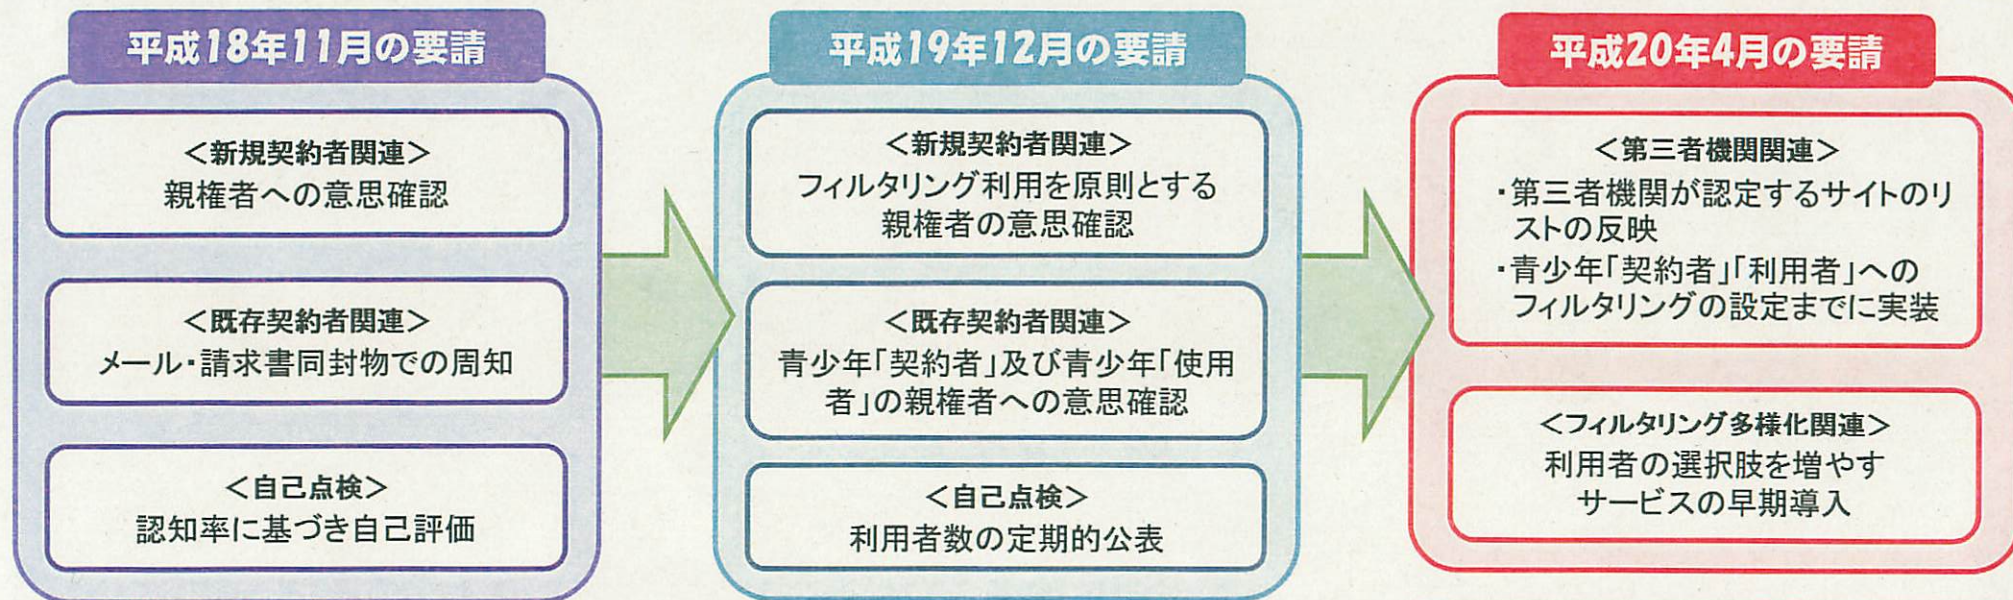 平成18年11月の要請
＜新規契約者関連＞
親権者への意思確認
＜既存契約者関連＞
メール・請求書同封物での周知
＜自己点検＞
認知率に基づき自己評価
平成19年12月の要請
＜新規契約者関連＞
フィルタリング利用を原則とする
親権者の意思確認
＜既存契約者関連＞
青少年「契約者」及び青少年「使用
者」の親権者への意思確認
＜自己点検＞
利用者数の定期的公表
平成20年4月の要請
＜第三者機関関連＞
・第三者機関が認定するサイトのリ
ストの反映
・青少年「契約者」「利用者」への
フィルタリングの設定までに実装
＜フィルタリング多様化関連＞
利用者の選択肢を増やす
サービスの早期導入